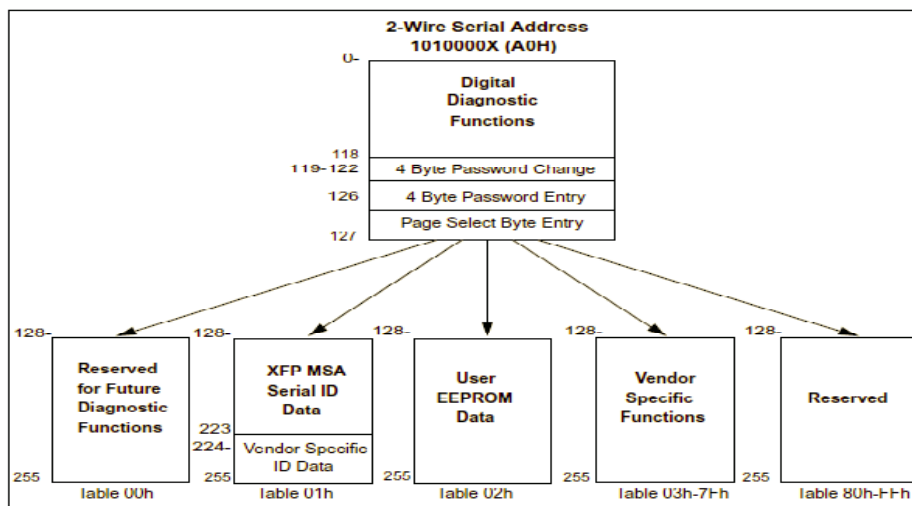 2-Wire Serial Address
1010000X (A0H)
0-
Digital
Diagnostic
Functions
118
119-122
4 Byte Password Change
126
4 Byte Password Entry
Page Select Byte Entry
127
128-
Reserved
for Future
Diagnostic
Functions
255
Table 00h
128-
XFP MSA
Serial ID
Data
223
224-
Vendor Specific
ID Data
255
Table 01h
128-
User
EEPROM
Data
255
Table 02h
128-
Vendor
Specific
Functions
255
Table 03h-7Fh
128-
Reserved
255
Table 80h-FFh